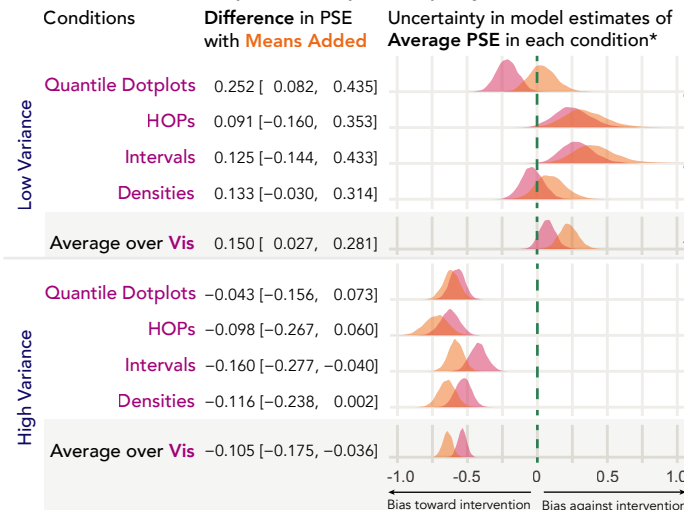 Conditions
Difference in PSE with Means Added
Uncertainty in model estimates of Average PSE in each condition*
Low Variance
Quantile Dotplots 0.252 [ 0.082, 0.435]
HOPs 0.091 [−0.160, 0.353]
Intervals 0.125 [−0.144, 0.433]
Densities 0.133 [−0.030, 0.314]
Average over Vis 0.150 [ 0.027, 0.281]
High Variance
Quantile Dotplots −0.043 [−0.156, 0.073]
HOPs −0.098 [−0.267, 0.060]
Intervals −0.160 [−0.277, −0.040]
Densities −0.116 [−0.238, 0.002]
Average over Vis −0.105 [−0.175, −0.036]
-1.0 -0.5 0 0.5 1.0
Bias toward intervention Bias against intervention